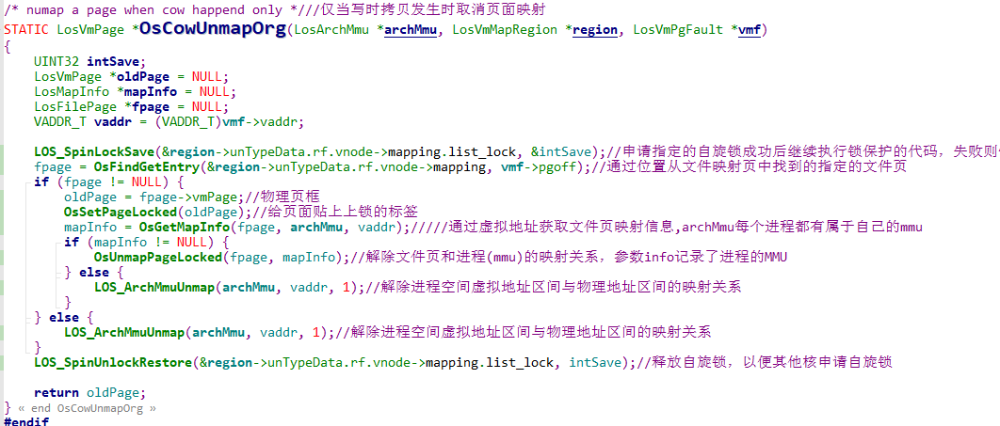 /* numap a page when cow happend only *///仅当写时拷贝发生时取消页面映射
STATIC LosVmPage *OsCowUnmapOrg(LosArchMmu *archMmu, LosVmMapRegion *region, LosVmPgFault *vmf)
{
    UINT32 intSave;
    LosVmPage *oldPage = NULL;
    LosMapInfo *mapInfo = NULL;
    LosFilePage *fpage = NULL;
    VADDR_T vaddr = (VADDR_T)vmf->vaddr;

    LOS_SpinLockSave(&region->unTypeData.rf.vnode->mapping.list_lock, &intSave);//申请指定的自旋锁成功后继续执行锁保护的代码，失败则
    fpage = OsFindGetEntry(&region->unTypeData.rf.vnode->mapping, vmf->pgoff);//通过位置从文件映射页中找到的指定的文件页
    if (fpage != NULL) {
        oldPage = fpage->vmPage;//物理页框
        OsSetPageLocked(oldPage);//给页面贴上上锁的标签
        mapInfo = OsGetMapInfo(fpage, archMmu, vaddr);/////通过虚拟地址获取文件页映射信息,archMmu每个进程都有属于自己的mmu
        if (mapInfo != NULL) {
            OsUnmapPageLocked(fpage, mapInfo);//解除文件页和进程(mmu)的映射关系，参数info记录了进程的MMU
        } else {
            LOS_ArchMmuUnmap(archMmu, vaddr, 1);//解除进程空间虚拟地址区间与物理地址区间的映射关系
        }
    } else {
        LOS_ArchMmuUnmap(archMmu, vaddr, 1);//解除进程空间虚拟地址区间与物理地址区间的映射关系
    }
    LOS_SpinUnlockRestore(&region->unTypeData.rf.vnode->mapping.list_lock, intSave);//释放自旋锁，以便其他核申请自旋锁

    return oldPage;
} « end OsCowUnmapOrg »
#endif